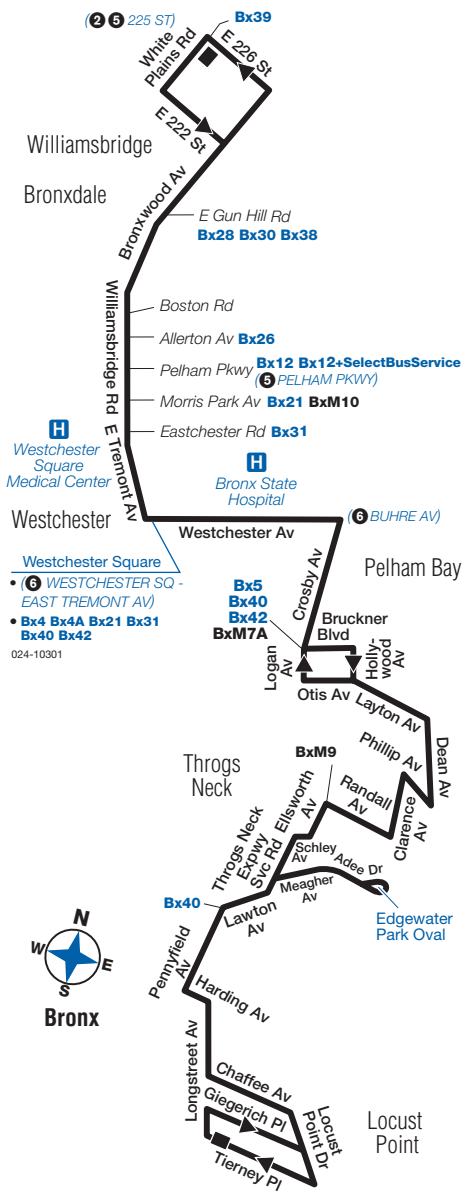 (2 5 225 ST)
Bx39
White
Plains Rd
E 226 St
E 222 St
Williamsbridge
Bronxdale
Bronxwood Av
E Gun Hill Rd
Bx28 Bx30 Bx38
Williamsbridge Rd
Boston Rd
Allerton Av Bx26
Pelham Pkwy Bx12 Bx12+SelectBusService
(5 PELHAM PKWY)
Morris Park Av Bx21 BxM10
Eastchester Rd Bx31
E Tremont Av
H
Westchester
Square
Medical Center
H
Bronx State
Hospital
Westchester
Westchester Av
(6 BUHRE AV)
Westchester Square
• (6 WESTCHESTER SQ -
EAST TREMONT AV)
• Bx4 Bx4A Bx21 Bx31
Bx40 Bx42
024-10301
Crosby Av
Pelham Bay
Bx5
Bx40
Bx42
BxM7A
Bruckner
Blvd
Logan
Av
Holly-
wood
Av
Otis Av
Layton Av
Dean Av
Phillip Av
Clarence
Av
Randall
Av
BxM9
Throgs
Neck
Ellsworth
Av
Throgs Neck
Expwy
Svc Rd
Schley
Av
Meagher
Av
Adee Dr
Edgewater
Park Oval
Bx40
Lawton
Av
Pennyfield
Av
Harding Av
N
W
E
S
Bronx
Longstreet Av
Chaffee Av
Giegerich Pl
Tierney Pl
Locust
Point Dr
Locust
Point